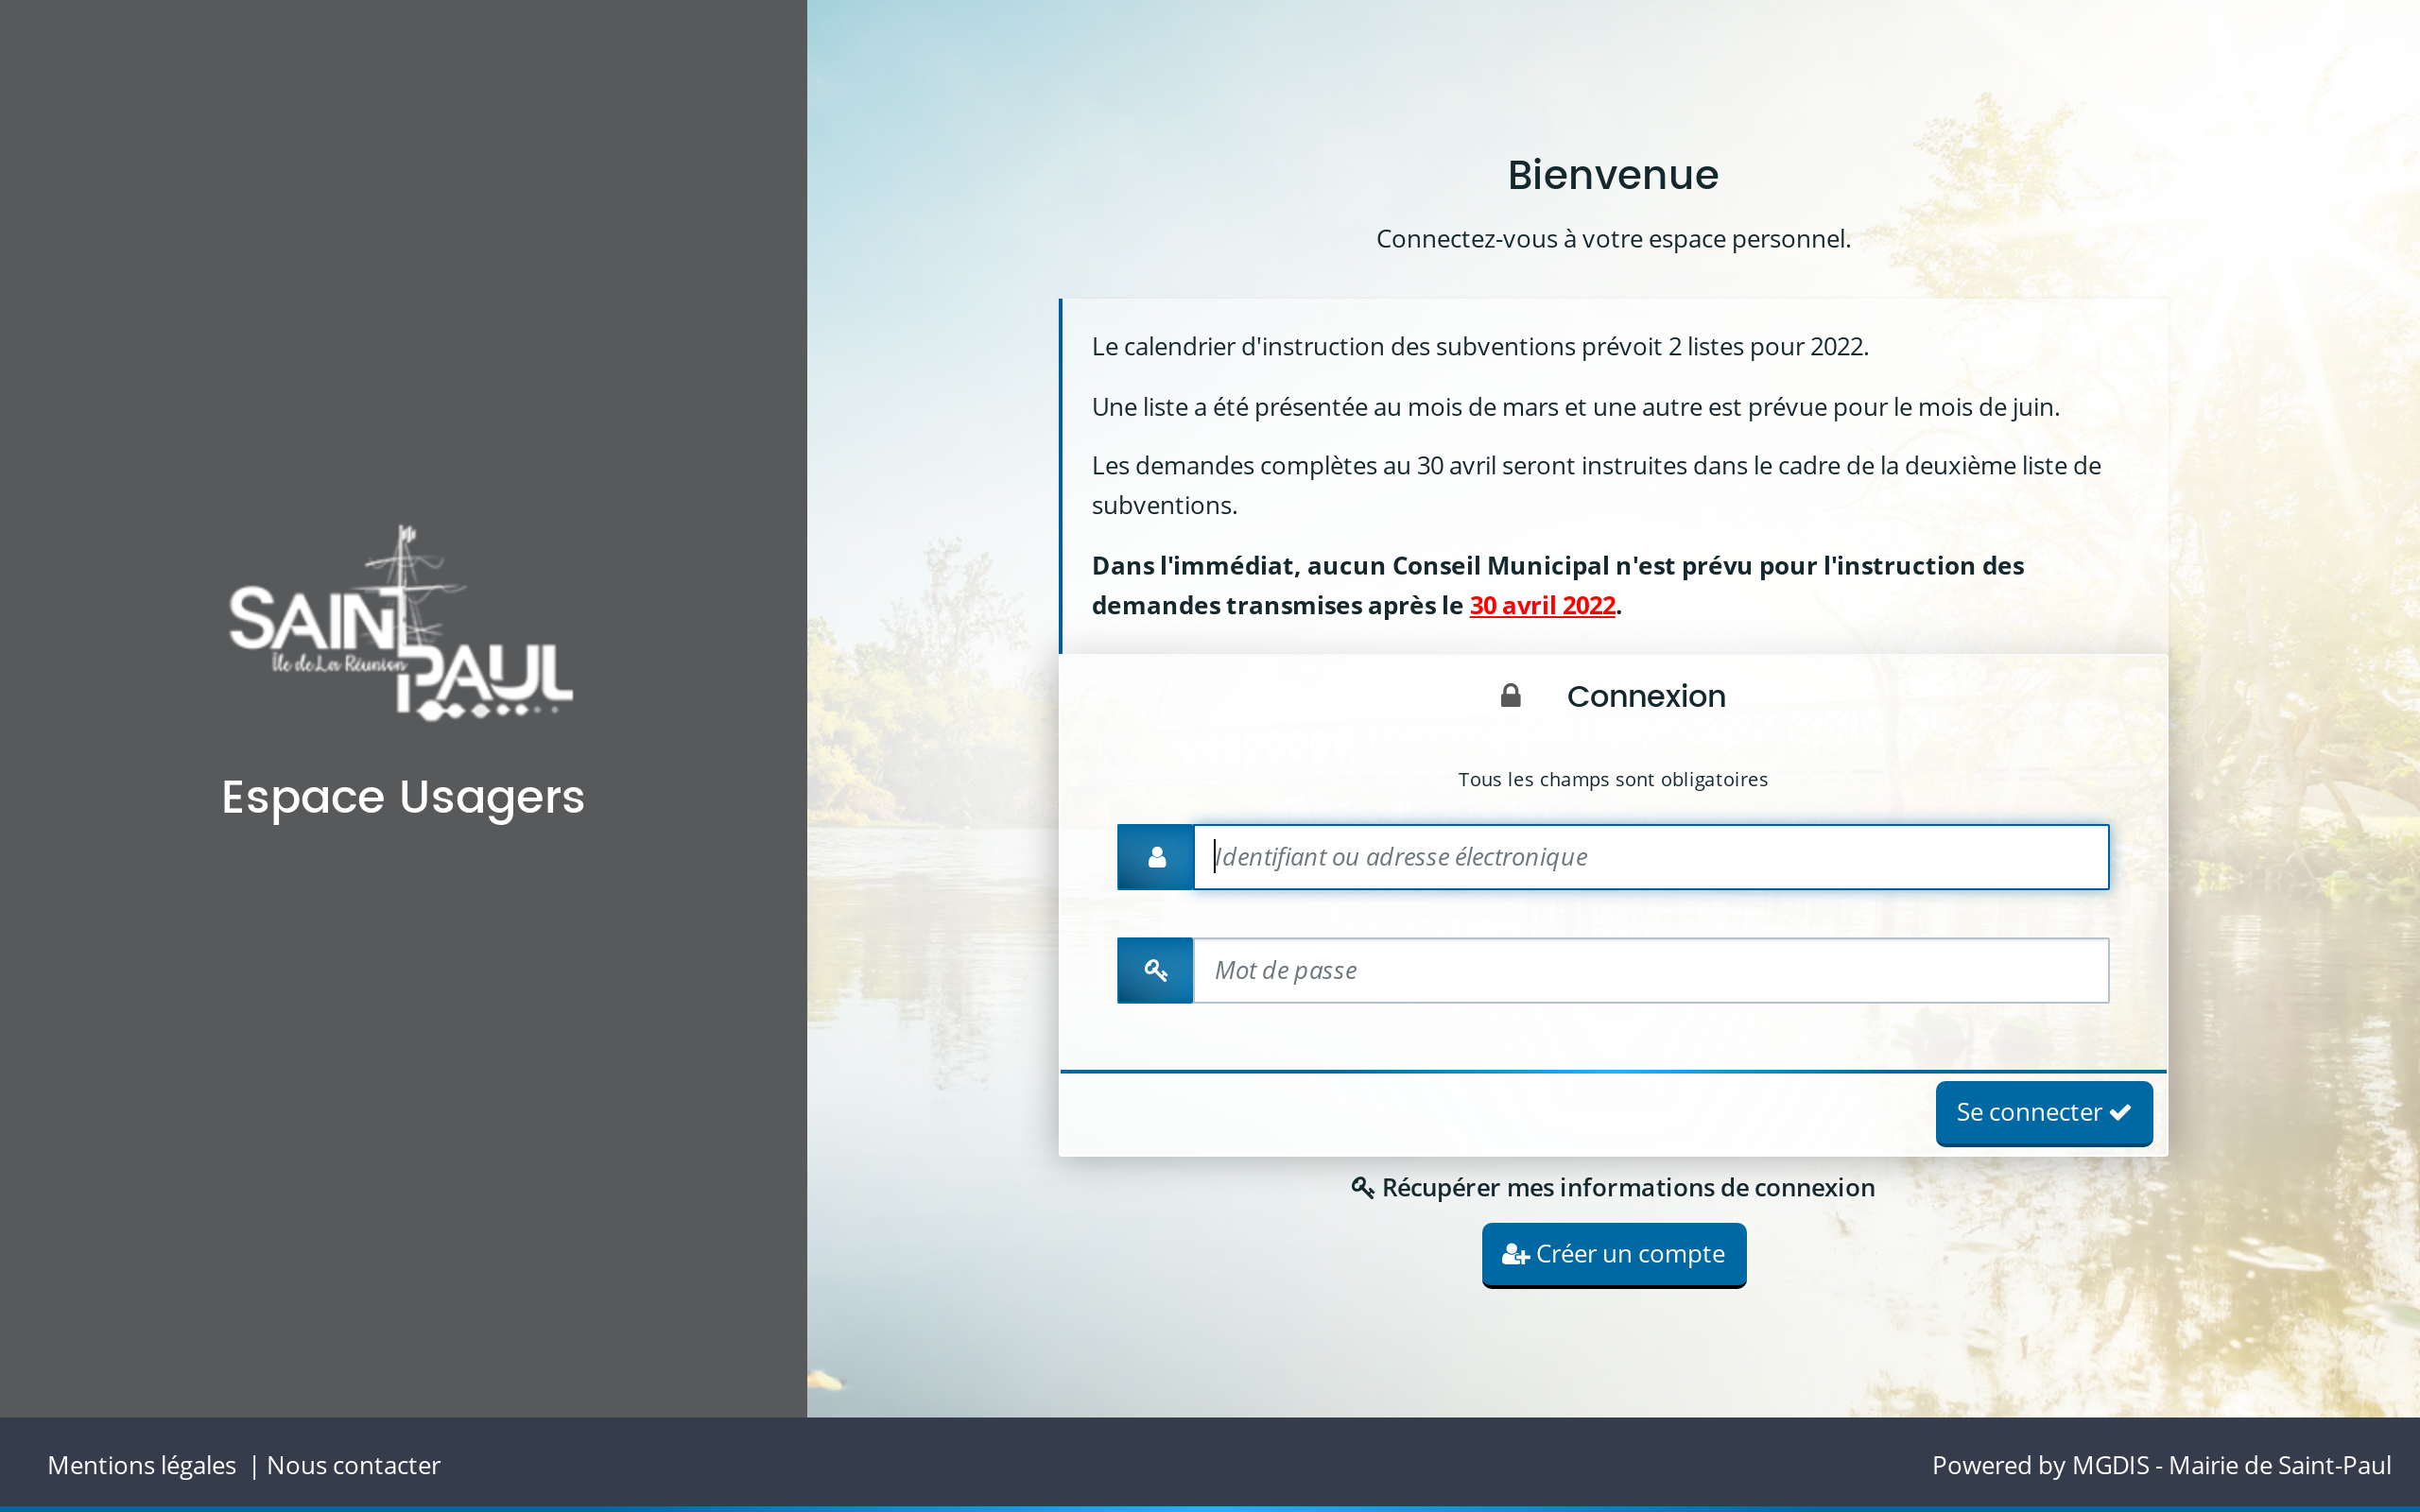 SAINT PAUL
Île de La Réunion
Espace Usagers
Bienvenue
Connectez-vous à votre espace personnel.
Le calendrier d'instruction des subventions prévoit 2 listes pour 2022.
Une liste a été présentée au mois de mars et une autre est prévue pour le mois de juin.
Les demandes complètes au 30 avril seront instruites dans le cadre de la deuxième liste de
subventions.
Dans l'immédiat, aucun Conseil Municipal n'est prévu pour l'instruction des
demandes transmises après le 30 avril 2022.
Connexion
Tous les champs sont obligatoires
Identifiant ou adresse électronique
Mot de passe
Se connecter
Récupérer mes informations de connexion
Créer un compte
Mentions légales | Nous contacter
Powered by MGDIS - Mairie de Saint-Paul